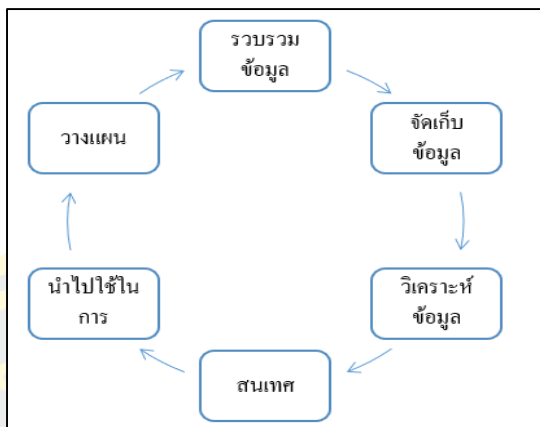 รวบรวม
ข้อมูล
จัดเก็บ
ข้อมูล
วิเคราะห์
ข้อมูล
สนเทศ
นำไปใช้ใน
การ
วางแผน